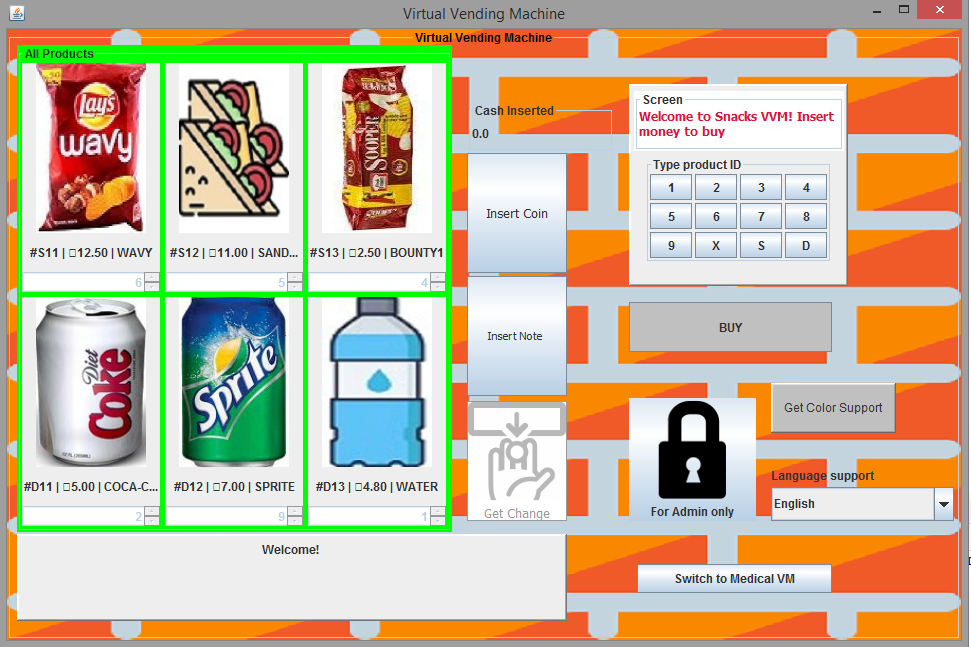 Virtual Vending Machine
Virtual Vending Machine
All Products
Lay's
wavy
SOOPER
#S11 | □12.50 | WAVY
#S12 | □11.00 | SAND...
#S13 | □2.50 | BOUNTY1
6
5
4
Diet
Coke
Sprite
#D11 | □5.00 | COCA-C...
#D12 | □7.00 | SPRITE
#D13 | □4.80 | WATER
2
9
1
Welcome!
Cash Inserted
0.0
Insert Coin
Insert Note
Get Change
Screen
Welcome to Snacks VVM! Insert
money to buy
Type product ID
1 2 3 4
5 6 7 8
9 X S D
BUY
Get Color Support
For Admin only
Language support
English
Switch to Medical VM